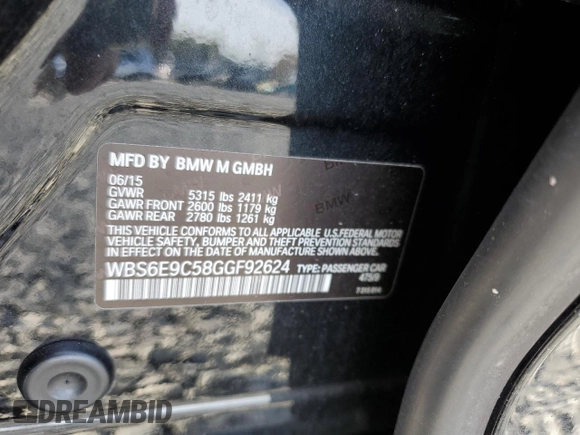 MFD BY BMW M GMBH
06/15
GVWR 5315 lbs 2411 kg
GAWR FRONT 2600 lbs 1179 kg
GAWR REAR 2780 lbs 1261 kg
THIS VEHICLE CONFORMS TO ALL APPLICABLE
U.S.FEDERAL MOTOR
VEHICLE SAFETY, BUMPER, AND THEFT PREVENTION
STANDARDS IN EFFECT ON THE DATE OF MANUFACTURE
SHOWN ABOVE.
WBS6E9C58GGF92624 TYPE: PASSENGER CAR
475/9
BMW
DREAMBID